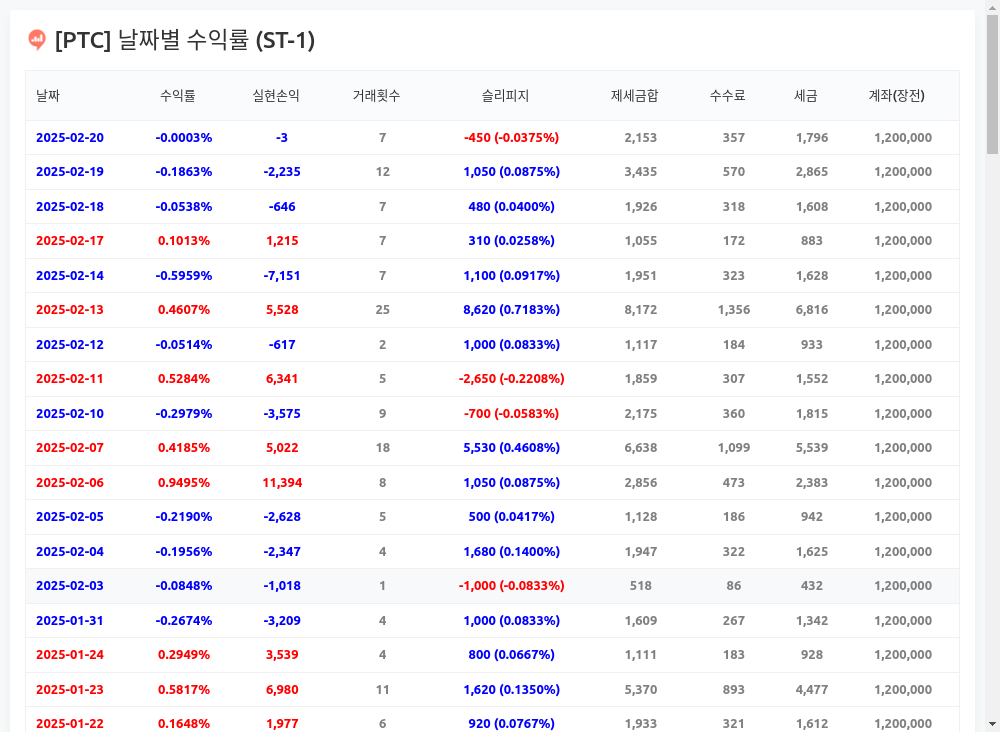 [PTC] 날짜별 수익률 (ST-1)
날짜 수익률 실현손익 거래횟수 슬리피지 제세금합 수수료 세금 계좌(장전)
2025-02-20 -0.0003% -3 7 -450 (-0.0375%) 2,153 357 1,796 1,200,000
2025-02-19 -0.1863% -2,235 12 1,050 (0.0875%) 3,435 570 2,865 1,200,000
2025-02-18 -0.0538% -646 7 480 (0.0400%) 1,926 318 1,608 1,200,000
2025-02-17 0.1013% 1,215 7 310 (0.0258%) 1,055 172 883 1,200,000
2025-02-14 -0.5959% -7,151 7 1,100 (0.0917%) 1,951 323 1,628 1,200,000
2025-02-13 0.4607% 5,528 25 8,620 (0.7183%) 8,172 1,356 6,816 1,200,000
2025-02-12 -0.0514% -617 2 1,000 (0.0833%) 1,117 184 933 1,200,000
2025-02-11 0.5284% 6,341 5 -2,650 (-0.2208%) 1,859 307 1,552 1,200,000
2025-02-10 -0.2979% -3,575 9 -700 (-0.0583%) 2,175 360 1,815 1,200,000
2025-02-07 0.4185% 5,022 18 5,530 (0.4608%) 6,638 1,099 5,539 1,200,000
2025-02-06 0.9495% 11,394 8 1,050 (0.0875%) 2,856 473 2,383 1,200,000
2025-02-05 -0.2190% -2,628 5 500 (0.0417%) 1,128 186 942 1,200,000
2025-02-04 -0.1956% -2,347 4 1,680 (0.1400%) 1,947 322 1,625 1,200,000
2025-02-03 -0.0848% -1,018 1 -1,000 (-0.0833%) 518 86 432 1,200,000
2025-01-31 -0.2674% -3,209 4 1,000 (0.0833%) 1,609 267 1,342 1,200,000
2025-01-24 0.2949% 3,539 4 800 (0.0667%) 1,111 183 928 1,200,000
2025-01-23 0.5817% 6,980 11 1,620 (0.1350%) 5,370 893 4,477 1,200,000
2025-01-22 0.1648% 1,977 6 920 (0.0767%) 1,933 321 1,612 1,200,000